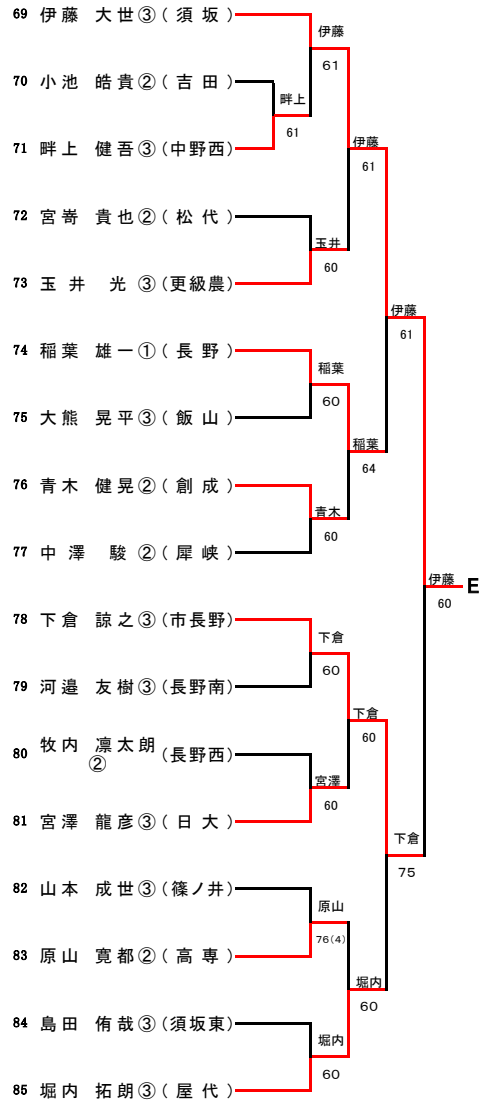 69 伊藤 大世③(須坂)
伊藤
61
70 小池 皓貴②(吉田)
畔上
61
71 畔上 健吾③(中野西)
伊藤
61
72 宮嵜 貴也②(松代)
玉井
60
73 玉井 光③(更級農)
伊藤
61
74 稲葉 雄一①(長野)
稲葉
60
75 大熊 晃平③(飯山)
稲葉
64
76 青木 健晃②(創成)
青木
60
77 中澤 駿②(犀峡)
伊藤
60
E
78 下倉 諒之③(市長野)
下倉
60
79 河邉 友樹③(長野南)
下倉
60
80 牧内 凛太朗②(長野西)
宮澤
60
81 宮澤 龍彦③(日大)
下倉
75
82 山本 成世③(篠ノ井)
原山
76(4)
83 原山 寛都②(高専)
堀内
60
84 島田 侑哉③(須坂東)
堀内
60
85 堀内 拓朗③(屋代)